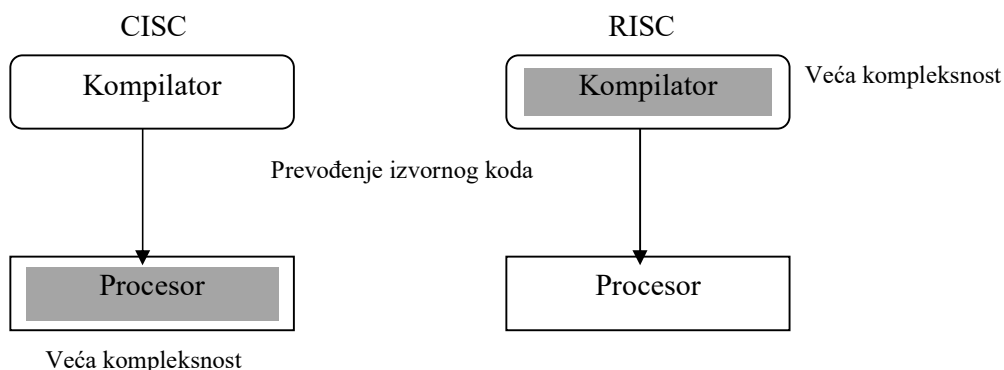 CISC
RISC
Kompilator
Kompilator
Veća kompleksnost
Prevođenje izvornog koda
Procesor
Procesor
Veća kompleksnost